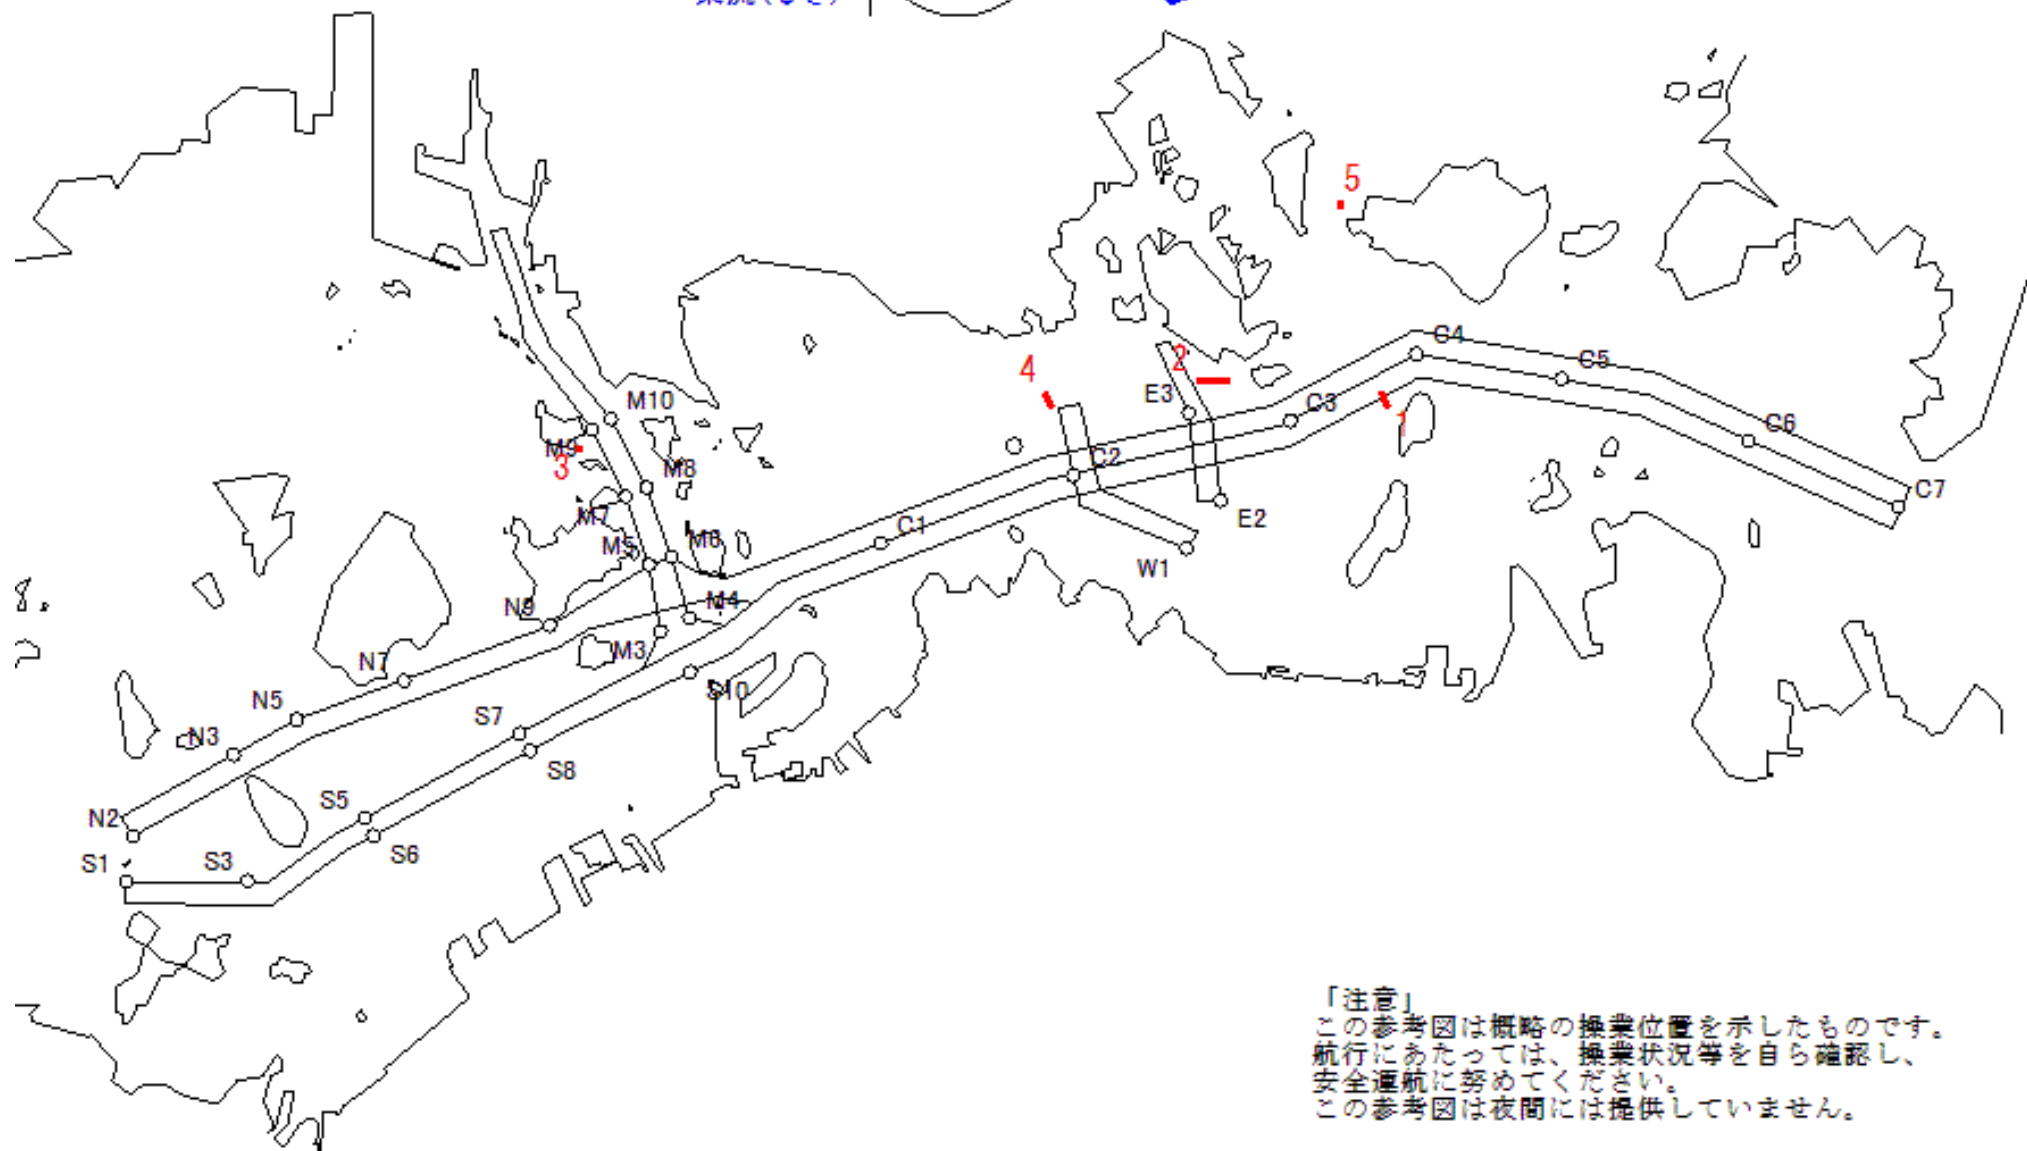 5
C4
C5
4
2
E3
C3
M10
1
C6
M9
3
M8
C2
C7
M7
E2
C1
M5
M6
W1
N9
M4
M3
N7
S10
N5
S7
N3
S8
S5
N2
S6
S1
S3
「注意」
この参考図は概略の操業位置を示したものです。
航行にあたっては、操業状況等を自ら確認し、
安全運航に努めてください。
この参考図は夜間には提供していません。